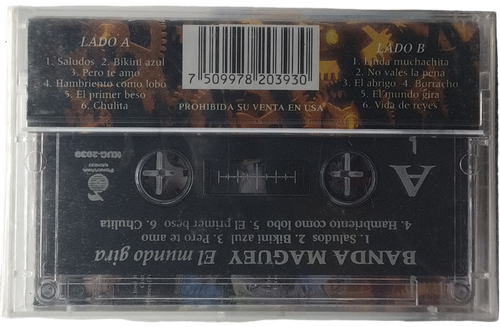 LADO A
1. Saludos 2. Bikini azul
3. Pero te amo
4. Hambriento como lobo
5. El primer beso
6. Chulita
7 509978 203930
PROHIBIDA SU VENTA EN USA
LADO B
1. Linda muchachita
2. No vales la pena
3. El abrigo 4. Borracho
5. El mundo gira
6. Vida de reyes
A
BANDA MAGUEY El mundo gira
1. Saludos 2. Bikini azul 3. Pero te amo
4. Hambriento como lobo 5. El primer beso 6. Chulita